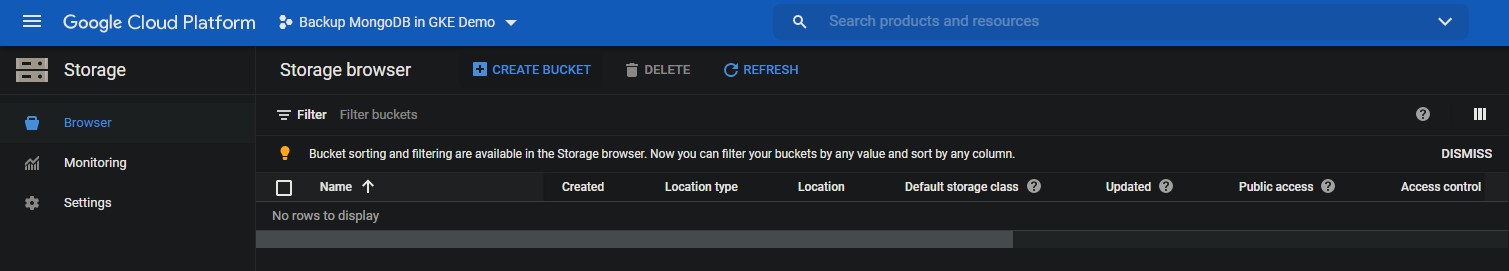 Google Cloud Platform Backup MongoDB in GKE Demo Search products and resources
Storage Storage browser CREATE BUCKET DELETE REFRESH
Filter Filter buckets
Browser
Bucket sorting and filtering are available in the Storage browser. Now you can filter your buckets by any value and sort by any column. DISMISS
Monitoring
Name Created Location type Location Default storage class Updated Public access Access control
Settings
No rows to display